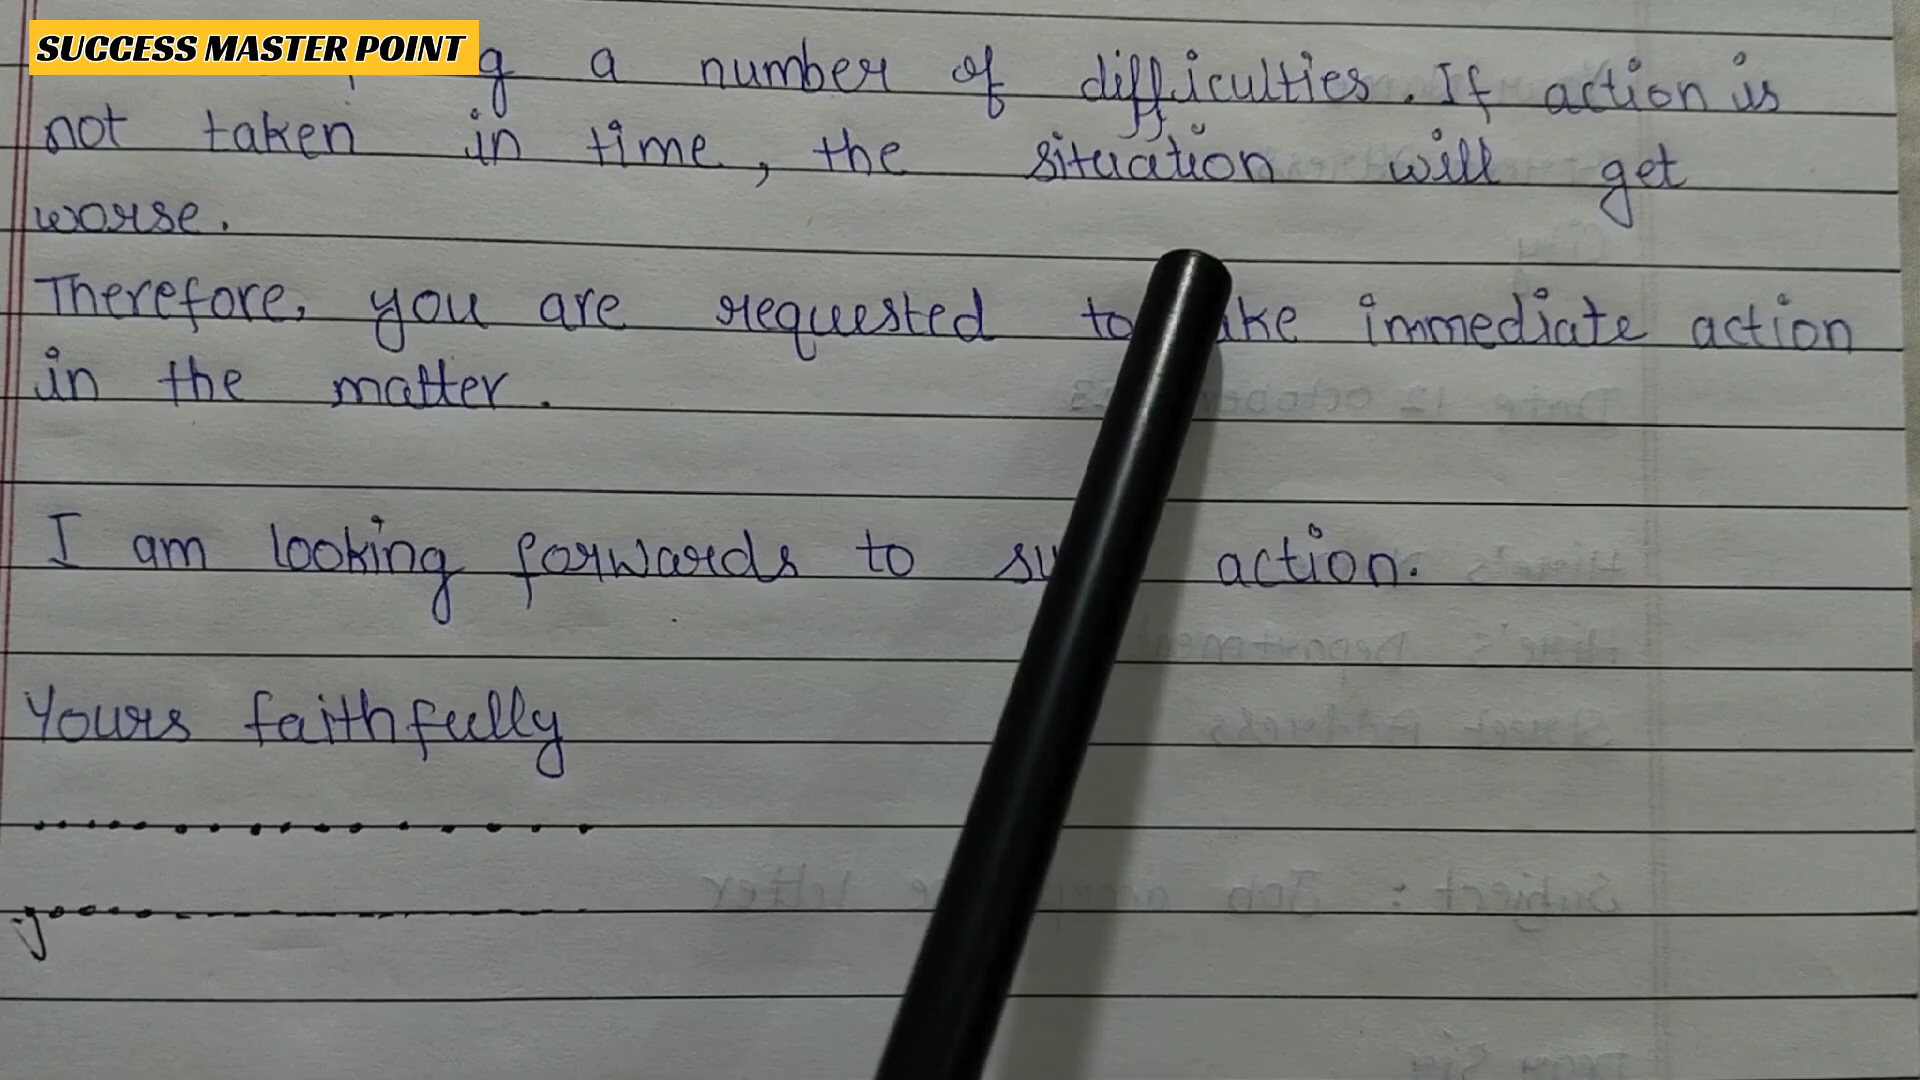 SUCCESS MASTER POINT
a number of difficulties. If action is
not taken in time, the situation will get
worse.
Therefore, you are requested to immediate action
in the matter.
I am looking forwards to action.
Yours faithfully